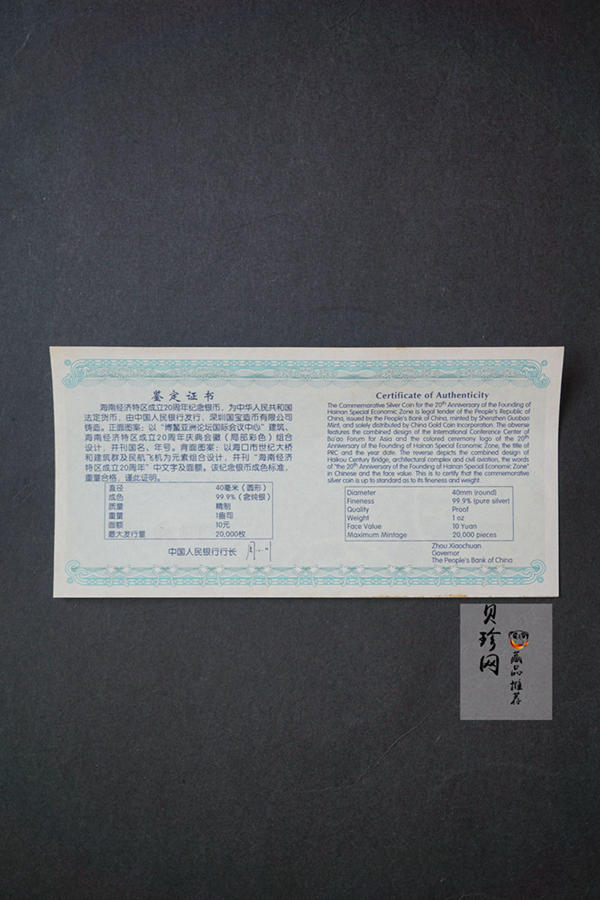 鉴定证书
海南经济特区成立20周年纪念银币，为中华人民共和国
法定货币，由中国人民银行发行，深圳国宝造币有限公司
铸造。正面图案：以“博鳌亚洲论坛国际会议中心”建筑、
海南经济特区成立20周年庆典会徽（局部彩色）组合
设计，并刊国名、年号。背面图案：以海口市世纪大桥
和建筑群及民航飞机为元素组合设计，并刊“海南经济
特区成立20周年”中文字及面额。该纪念银币成色标准，
重量合格，谨此证明。
直径 40毫米（圆形）
成色 99.9%（含纯银）
质量 精制
重量 1盎司
面额 10元
最大发行量 20,000枚
中国人民银行行长
Certificate of Authenticity
The Commemorative Silver Coin for the 20th Anniversary of the Founding of
Hainan Special Economic Zone is legal tender of the People's Republic of
China, issued by the People's Bank of China, minted by Shenzhen Guobao
Mint, and solely distributed by China Gold Coin Incorporation. The obverse
features the combined design of the International Conference Center of
Bo'ao Forum for Asia and the colored ceremony logo of the 20th
Anniversary of the Founding of Hainan Special Economic Zone, the title of
PRC and the year date. The reverse depicts the combined design of
Haikou Century Bridge, architectural complex and civil aviation, the words
of "the 20th Anniversary of the Founding of Hainan Special Economic Zone"
in Chinese and the face value. This is to certify that the commemorative
silver coin is up to standard as to its fineness and weight.
Diameter 40mm (round)
Fineness 99.9% (pure silver)
Quality Proof
Weight 1 oz
Face Value 10 Yuan
Maximum Mintage 20,000 pieces
Zhou Xiaochuan
Governor
The People's Bank of China
贝珍网
藏品推荐